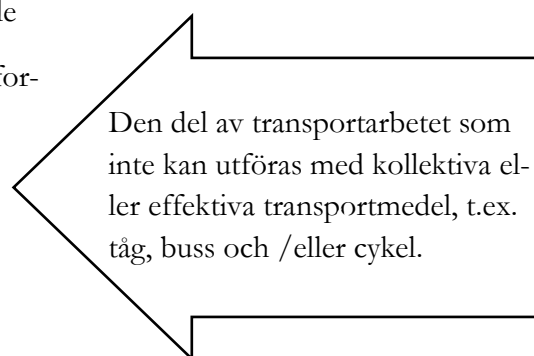 le
for-
Den del av transportarbetet som
inte kan utföras med kollektiva el-
ler effektiva transportmedel, t.ex.
tåg, buss och /eller cykel.